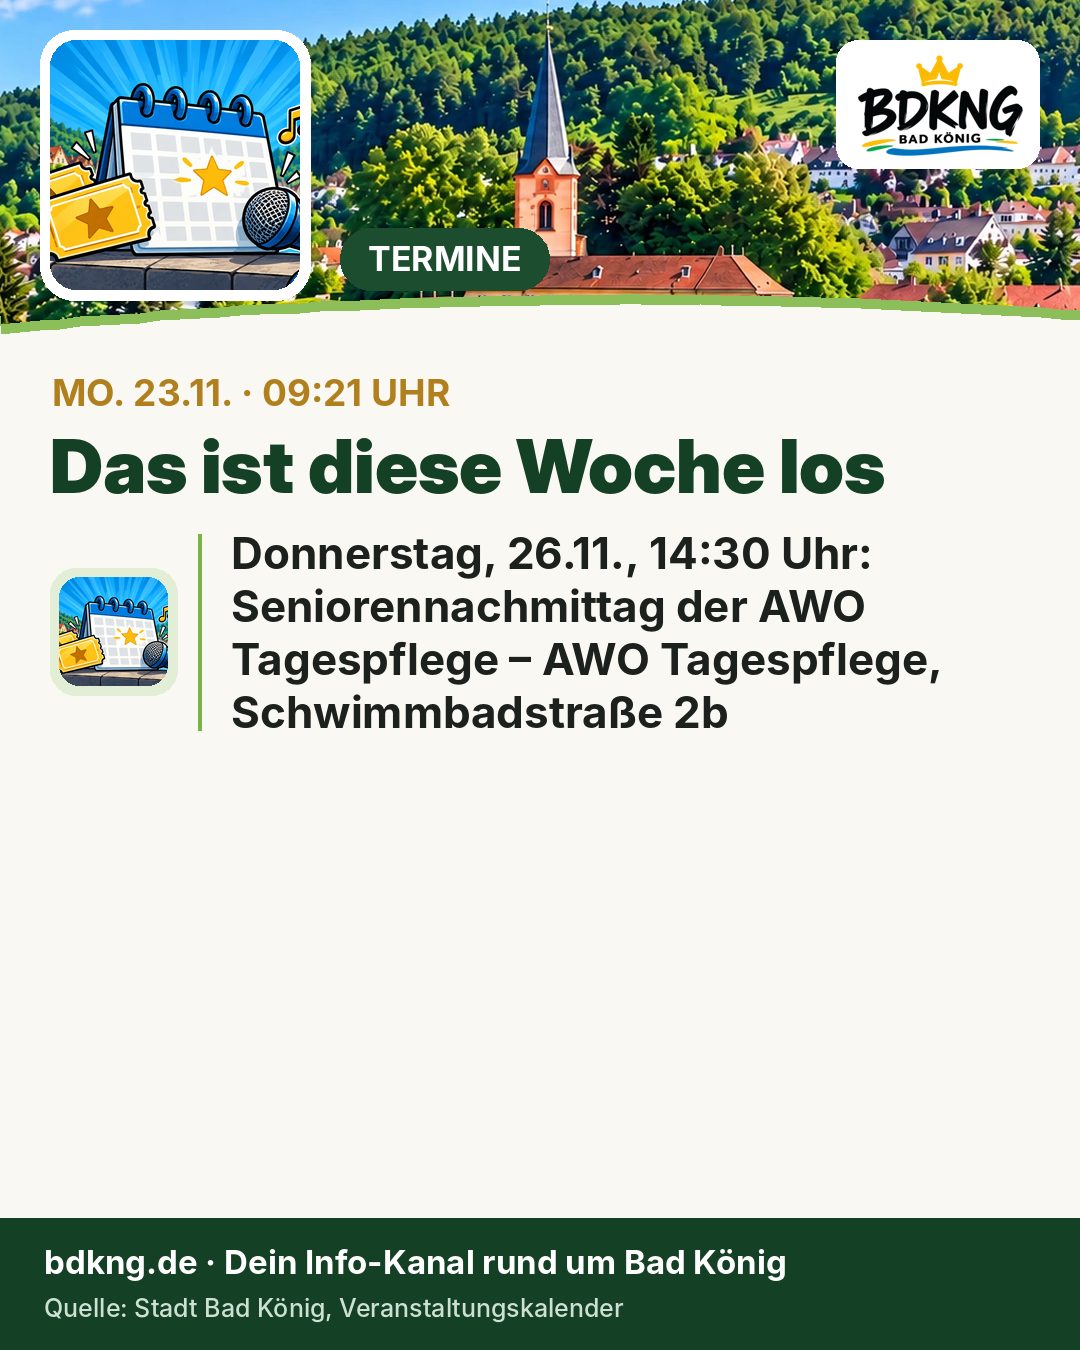 BDKNG
BAD KÖNIG
TERMINE
MO. 23.11. · 09:21 UHR
Das ist diese Woche los
Donnerstag, 26.11., 14:30 Uhr:
Seniorennachmittag der AWO
Tagespflege – AWO Tagespflege,
Schwimmbadstraße 2b
bdkng.de · Dein Info-Kanal rund um Bad König
Quelle: Stadt Bad König, Veranstaltungskalender